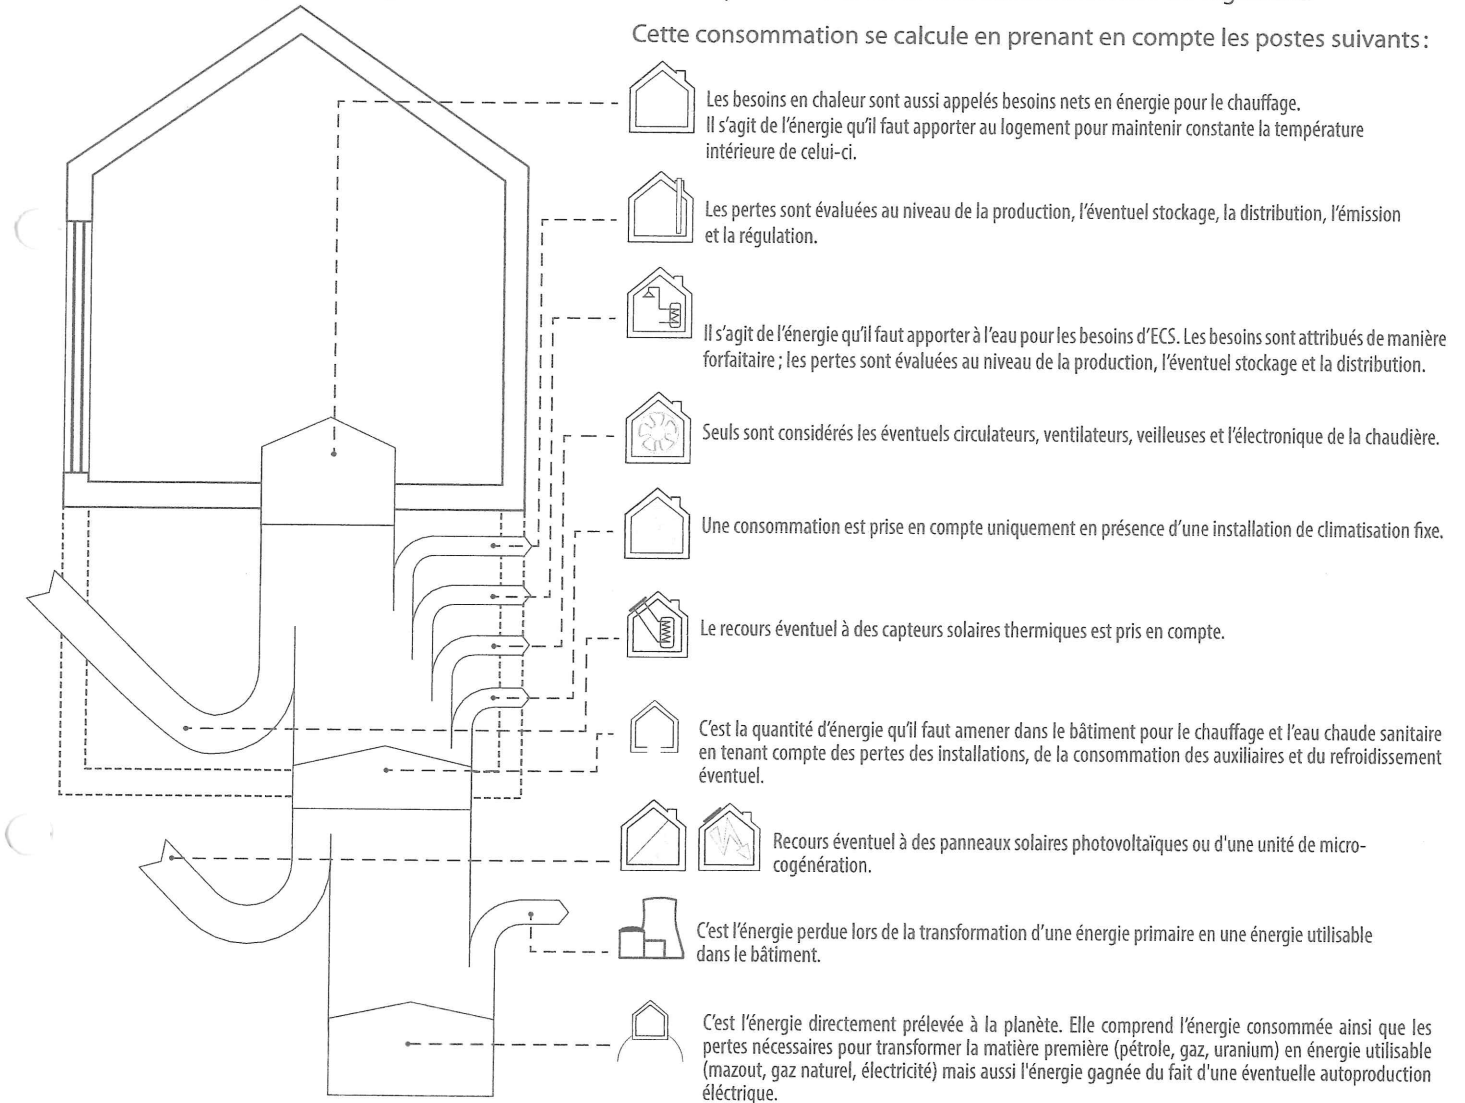 Cette consommation se calcule en prenant en compte les postes suivants :
Les besoins en chaleur sont aussi appelés besoins nets en énergie pour le chauffage.
Il s'agit de l'énergie qu'il faut apporter au logement pour maintenir constante la température
intérieure de celui-ci.
Les pertes sont évaluées au niveau de la production, l'éventuel stockage, la distribution, l'émission
et la régulation.
Il s'agit de l'énergie qu'il faut apporter à l'eau pour les besoins d'ECS. Les besoins sont attribués de manière
forfaitaire ; les pertes sont évaluées au niveau de la production, l'éventuel stockage et la distribution.
Seuls sont considérés les éventuels circulateurs, ventilateurs, veilleuses et l'électronique de la chaudière.
Une consommation est prise en compte uniquement en présence d'une installation de climatisation fixe.
Le recours éventuel à des capteurs solaires thermiques est pris en compte.
C'est la quantité d'énergie qu'il faut amener dans le bâtiment pour le chauffage et l'eau chaude sanitaire
en tenant compte des pertes des installations, de la consommation des auxiliaires et du refroidissement
éventuel.
Recours éventuel à des panneaux solaires photovoltaïques ou d'une unité de micro-
cogénération.
C'est l'énergie perdue lors de la transformation d'une énergie primaire en une énergie utilisable
dans le bâtiment.
C'est l'énergie directement prélevée à la planète. Elle comprend l'énergie consommée ainsi que les
pertes nécessaires pour transformer la matière première (pétrole, gaz, uranium) en énergie utilisable
(mazout, gaz naturel, électricité) mais aussi l'énergie gagnée du fait d'une éventuelle autoproduction
éléctrique.